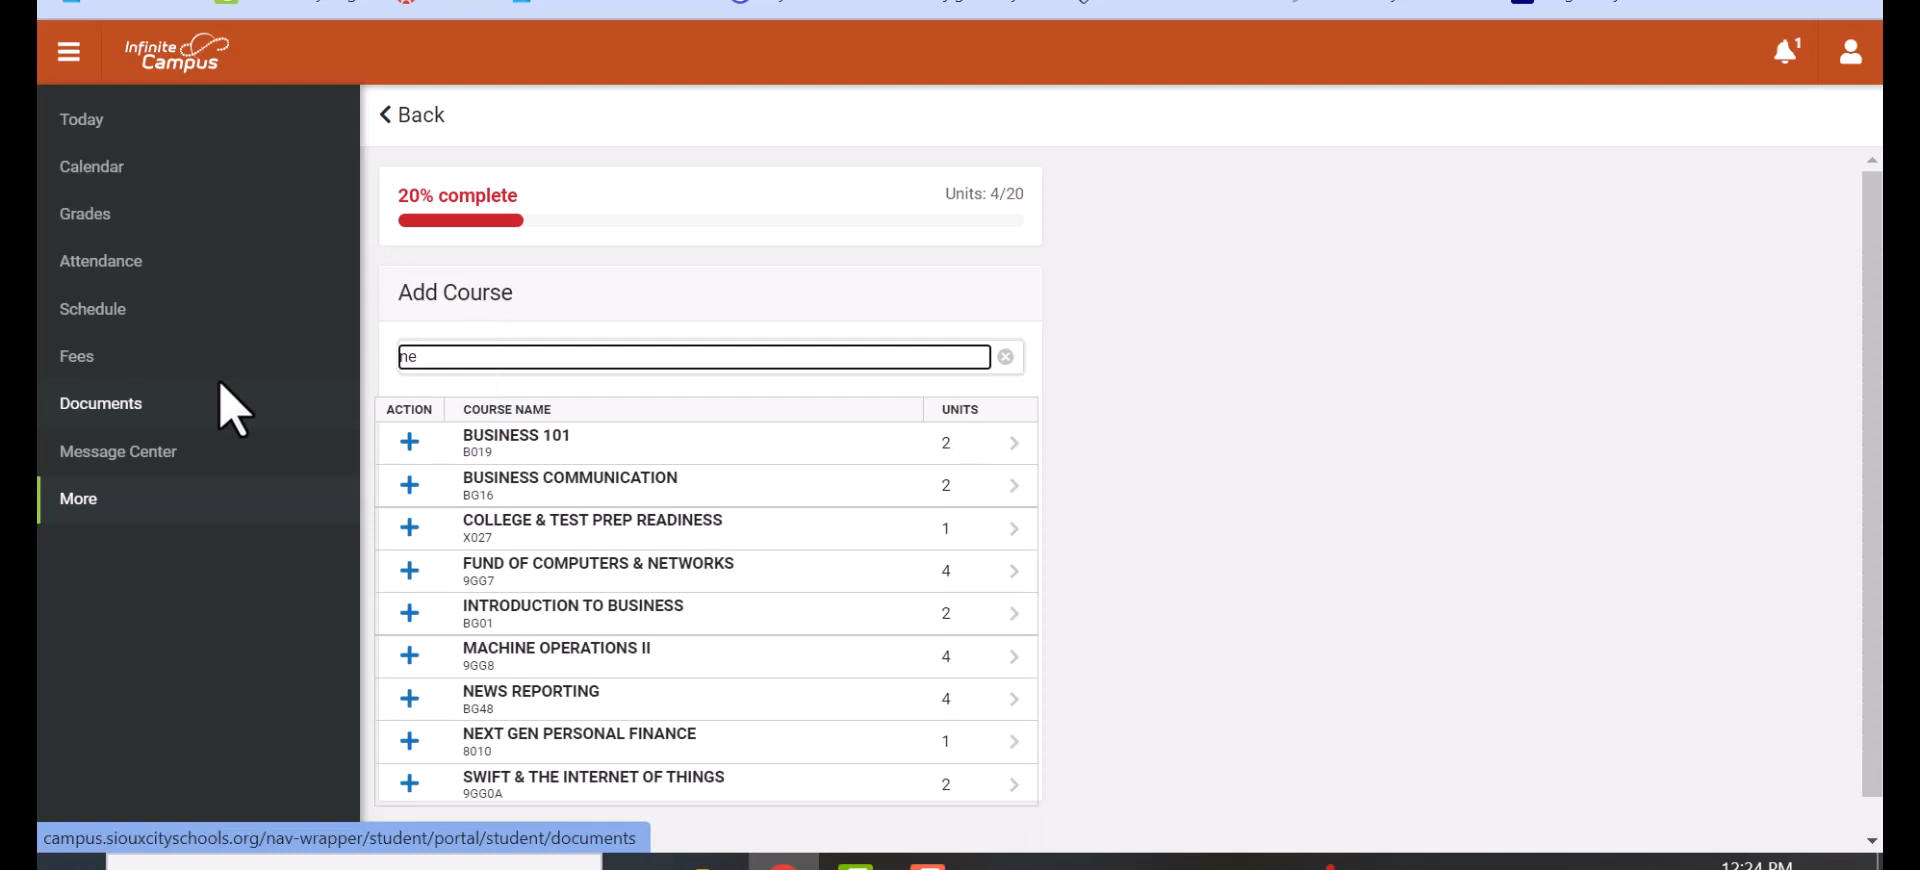 Infinite
Campus
1
Today
Calendar
Grades
Attendance
Schedule
Fees
Documents
Message Center
More
Back
20% complete
Units: 4/20
Add Course
ne
ACTION COURSE NAME UNITS
BUSINESS 101
B019
2
BUSINESS COMMUNICATION
BG16
2
COLLEGE & TEST PREP READINESS
X027
1
FUND OF COMPUTERS & NETWORKS
9GG7
4
INTRODUCTION TO BUSINESS
BG01
2
MACHINE OPERATIONS II
9GG8
4
NEWS REPORTING
BG48
4
NEXT GEN PERSONAL FINANCE
8010
1
SWIFT & THE INTERNET OF THINGS
9GG0A
2
campus.siouxcityschools.org/nav-wrapper/student/portal/student/documents
12:24 PM